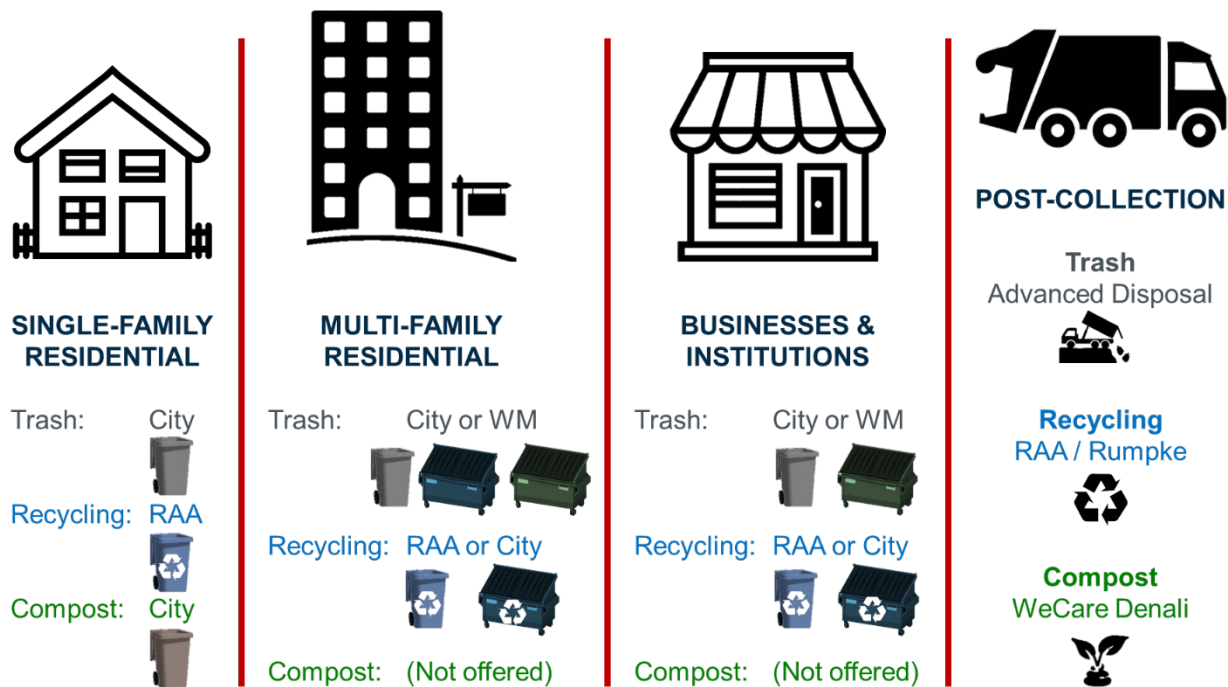 SINGLE-FAMILY
RESIDENTIAL
Trash: City
Recycling: RAA
Compost: City
MULTI-FAMILY
RESIDENTIAL
Trash: City or WM
Recycling: RAA or City
Compost: (Not offered)
BUSINESSES &
INSTITUTIONS
Trash: City or WM
Recycling: RAA or City
Compost: (Not offered)
POST-COLLECTION
Trash
Advanced Disposal
Recycling
RAA / Rumpke
Compost
WeCare Denali